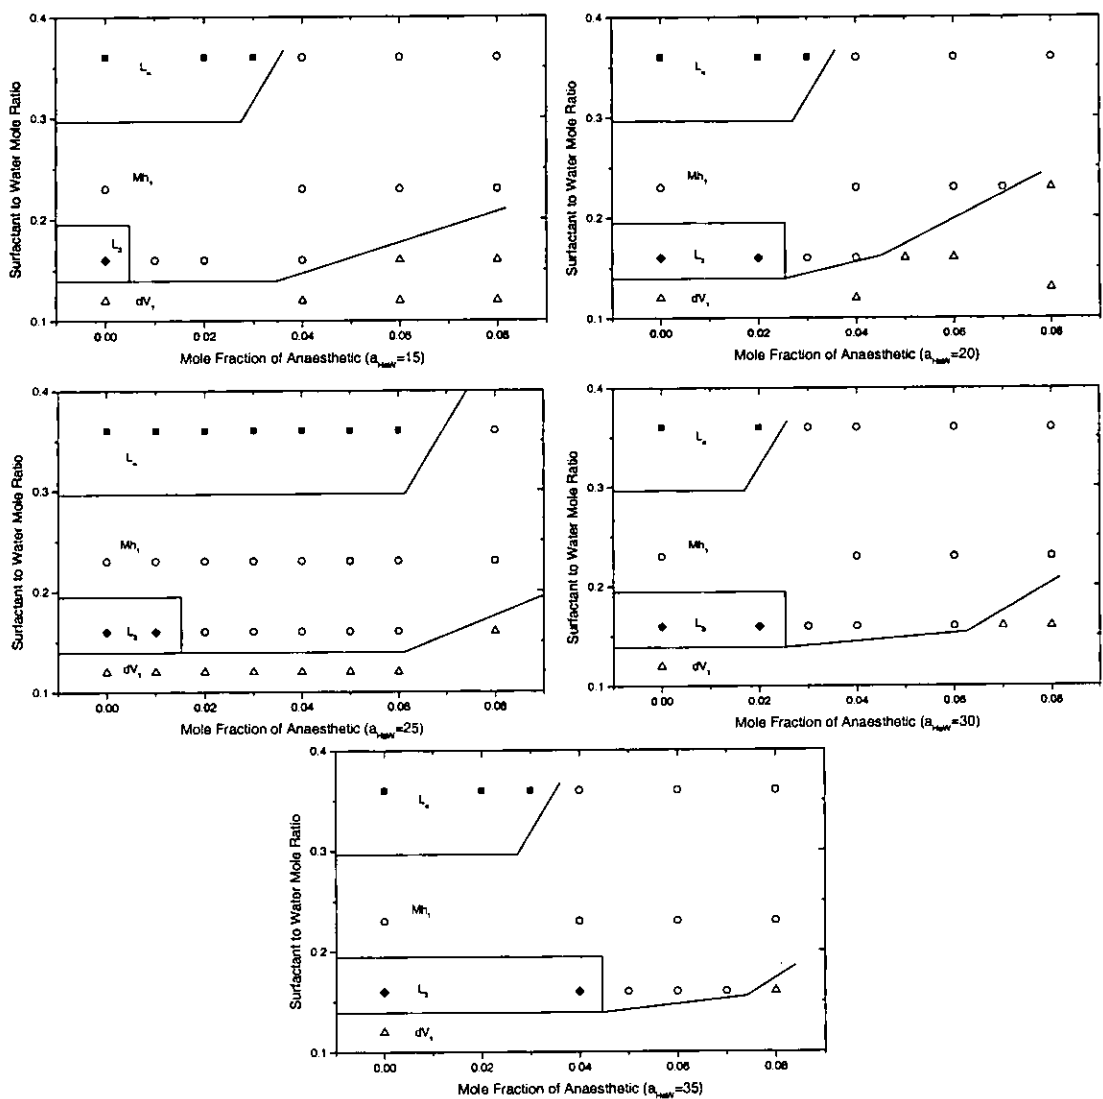 0.4
0.3
0.2
0.1
Surfactant to Water Mole Ratio
Lα
Mh1
L3
dV1
0.00 0.02 0.04 0.06 0.08
Mole Fraction of Anaesthetic (aHeW=15)
0.4
0.3
0.2
0.1
Surfactant to Water Mole Ratio
Lα
Mh1
L3
dV1
0.00 0.02 0.04 0.06 0.08
Mole Fraction of Anaesthetic (aHeW=20)
0.4
0.3
0.2
0.1
Surfactant to Water Mole Ratio
Lα
Mh1
L3
dV1
0.00 0.02 0.04 0.06 0.08
Mole Fraction of Anaesthetic (aHeW=25)
0.4
0.3
0.2
0.1
Surfactant to Water Mole Ratio
Lα
Mh1
L3
dV1
0.00 0.02 0.04 0.06 0.08
Mole Fraction of Anaesthetic (aHeW=30)
0.4
0.3
0.2
0.1
Surfactant to Water Mole Ratio
Lα
Mh1
L3
dV1
0.00 0.02 0.04 0.06 0.08
Mole Fraction of Anaesthetic (aHeW=35)